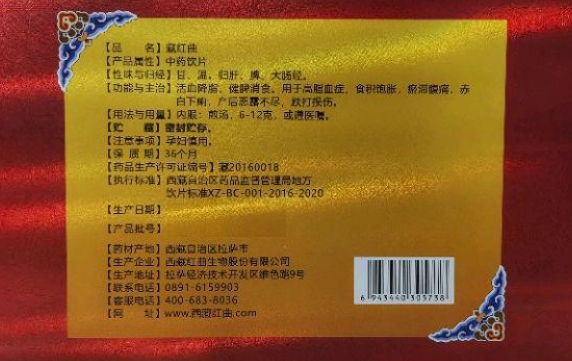 【品　　名】藏红曲
【产品属性】中药饮片
【性味与归经】甘、温。归肝、脾、大肠经。
【功能与主治】活血降脂、健脾消食。用于高脂血症，食积饱胀，瘀滞腹痛，赤
白下痢，产后恶露不尽，跌打损伤。
【用法与用量】内服：煎汤，6-12克，或遵医嘱。
【贮　　藏】密封贮存。
【注意事项】孕妇慎用。
【保 质 期】36个月
【药品生产许可证编号】藏20160018
【执行标准】西藏自治区药品监督管理局地方
饮片标准XZ-BC-001-2016-2020
【生产日期】
【产品批号】
【药材产地】西藏自治区拉萨市
【生产企业】西藏红曲生物股份有限公司
【生产地址】拉萨经济技术开发区维色路9号
【联系电话】0891-6159903
【客服电话】400-683-8036
【网　　址】www.西藏红曲.com
6943440305738